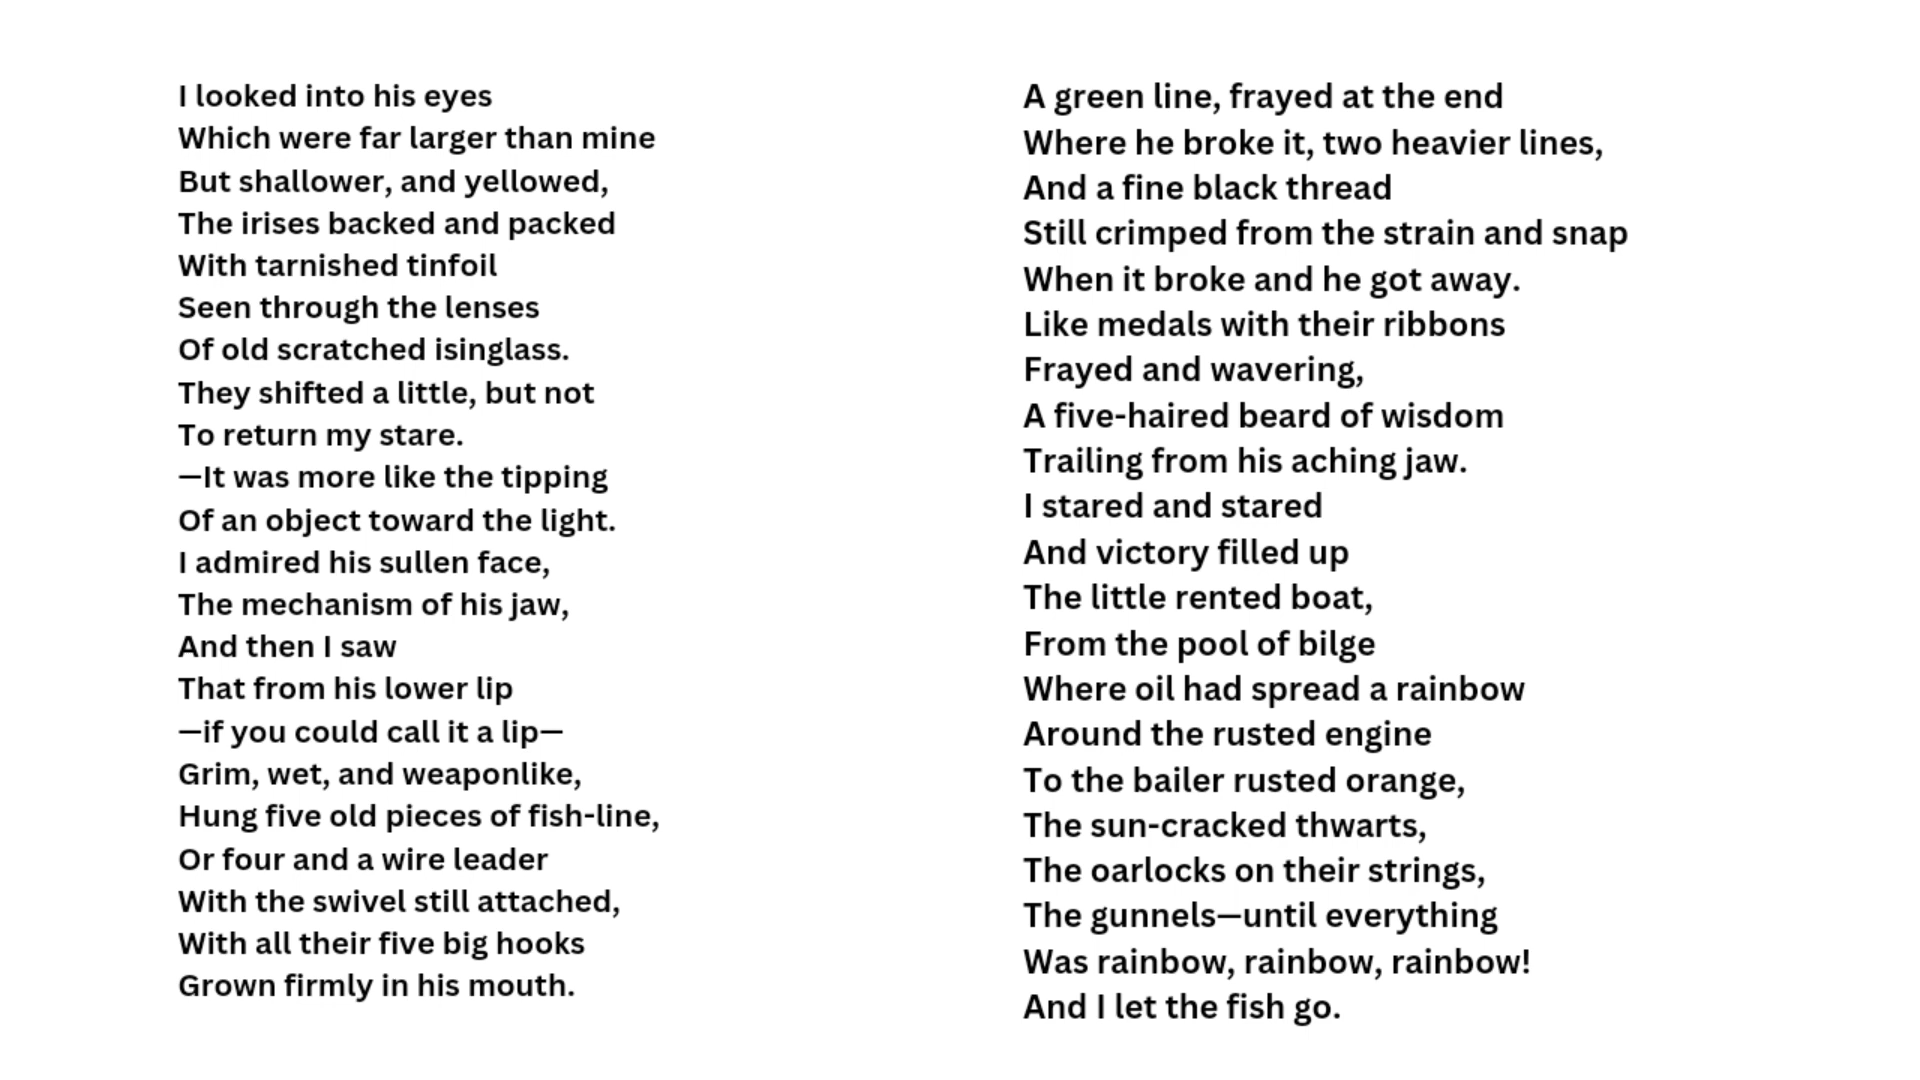 I looked into his eyes
Which were far larger than mine
But shallower, and yellowed,
The irises backed and packed
With tarnished tinfoil
Seen through the lenses
Of old scratched isinglass.
They shifted a little, but not
To return my stare.
—It was more like the tipping
Of an object toward the light.
I admired his sullen face,
The mechanism of his jaw,
And then I saw
That from his lower lip
—if you could call it a lip—
Grim, wet, and weaponlike,
Hung five old pieces of fish-line,
Or four and a wire leader
With the swivel still attached,
With all their five big hooks
Grown firmly in his mouth.
A green line, frayed at the end
Where he broke it, two heavier lines,
And a fine black thread
Still crimped from the strain and snap
When it broke and he got away.
Like medals with their ribbons
Frayed and wavering,
A five-haired beard of wisdom
Trailing from his aching jaw.
I stared and stared
And victory filled up
The little rented boat,
From the pool of bilge
Where oil had spread a rainbow
Around the rusted engine
To the bailer rusted orange,
The sun-cracked thwarts,
The oarlocks on their strings,
The gunnels—until everything
Was rainbow, rainbow, rainbow!
And I let the fish go.